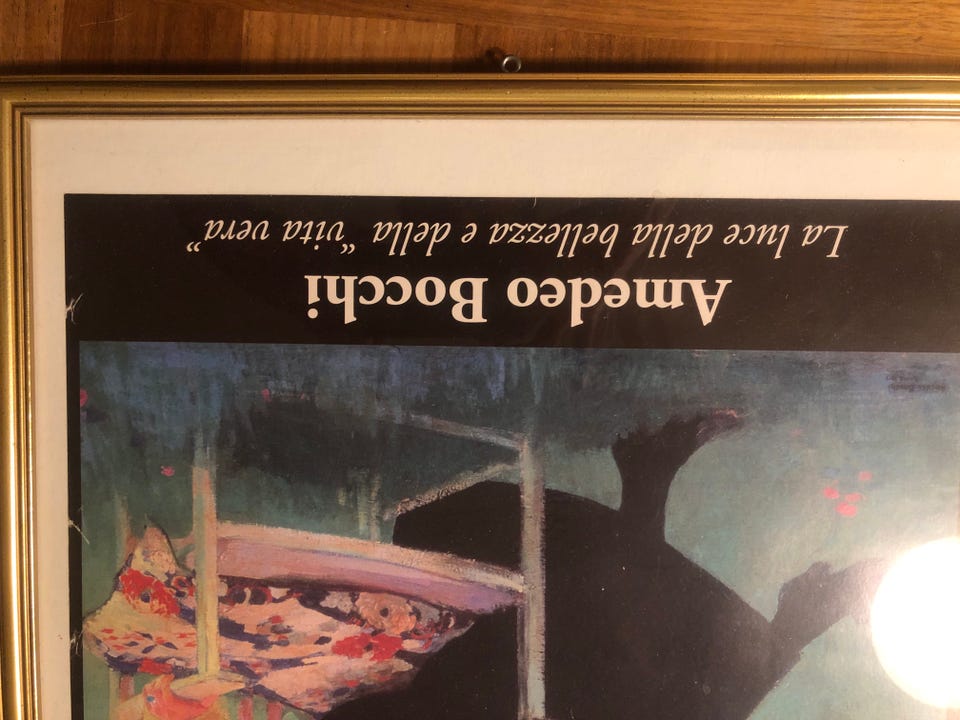 Amedeo Bocchi
La luce della bellezza e della “vita vera”